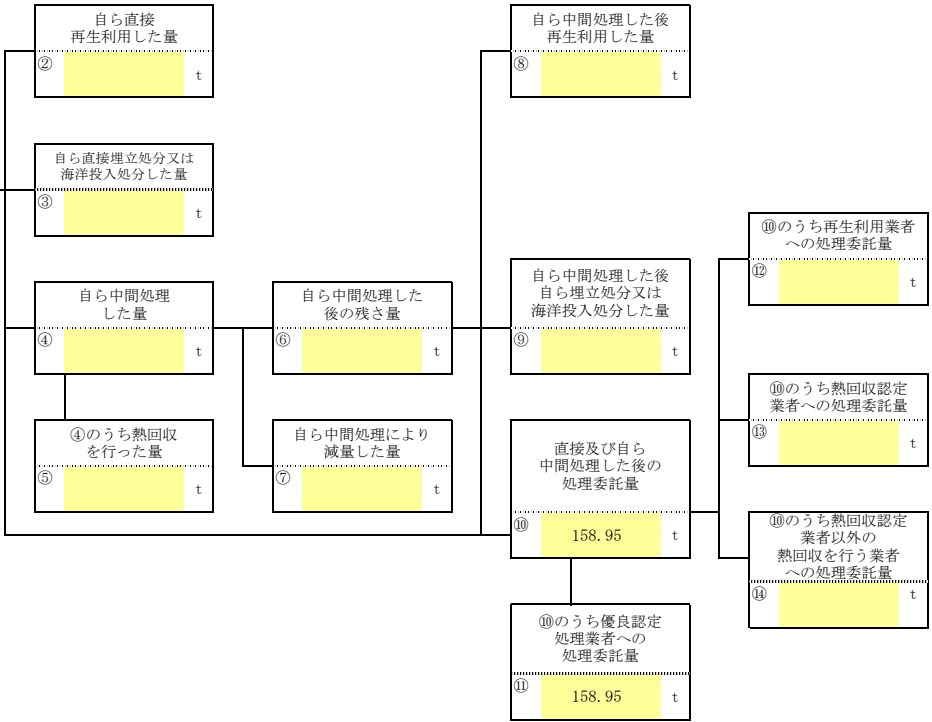 自ら直接
再生利用した量
②
t
自ら直接埋立処分又は
海洋投入処分した量
③
t
自ら中間処理
した量
④
t
④のうち熱回収
を行った量
⑤
t
自ら中間処理した
後の残さ量
⑥
t
自ら中間処理により
減量した量
⑦
t
自ら中間処理した後
再生利用した量
⑧
t
自ら中間処理した後
自ら埋立処分又は
海洋投入処分した量
⑨
t
直接及び自ら
中間処理した後の
処理委託量
⑩ 158.95 t
⑩のうち優良認定
処理業者への
処理委託量
⑪ 158.95 t
⑩のうち再生利用業者
への処理委託量
⑫
t
⑩のうち熱回収認定
業者への処理委託量
⑬
t
⑩のうち熱回収認定
業者以外の
熱回収を行う業者
への処理委託量
⑭
t